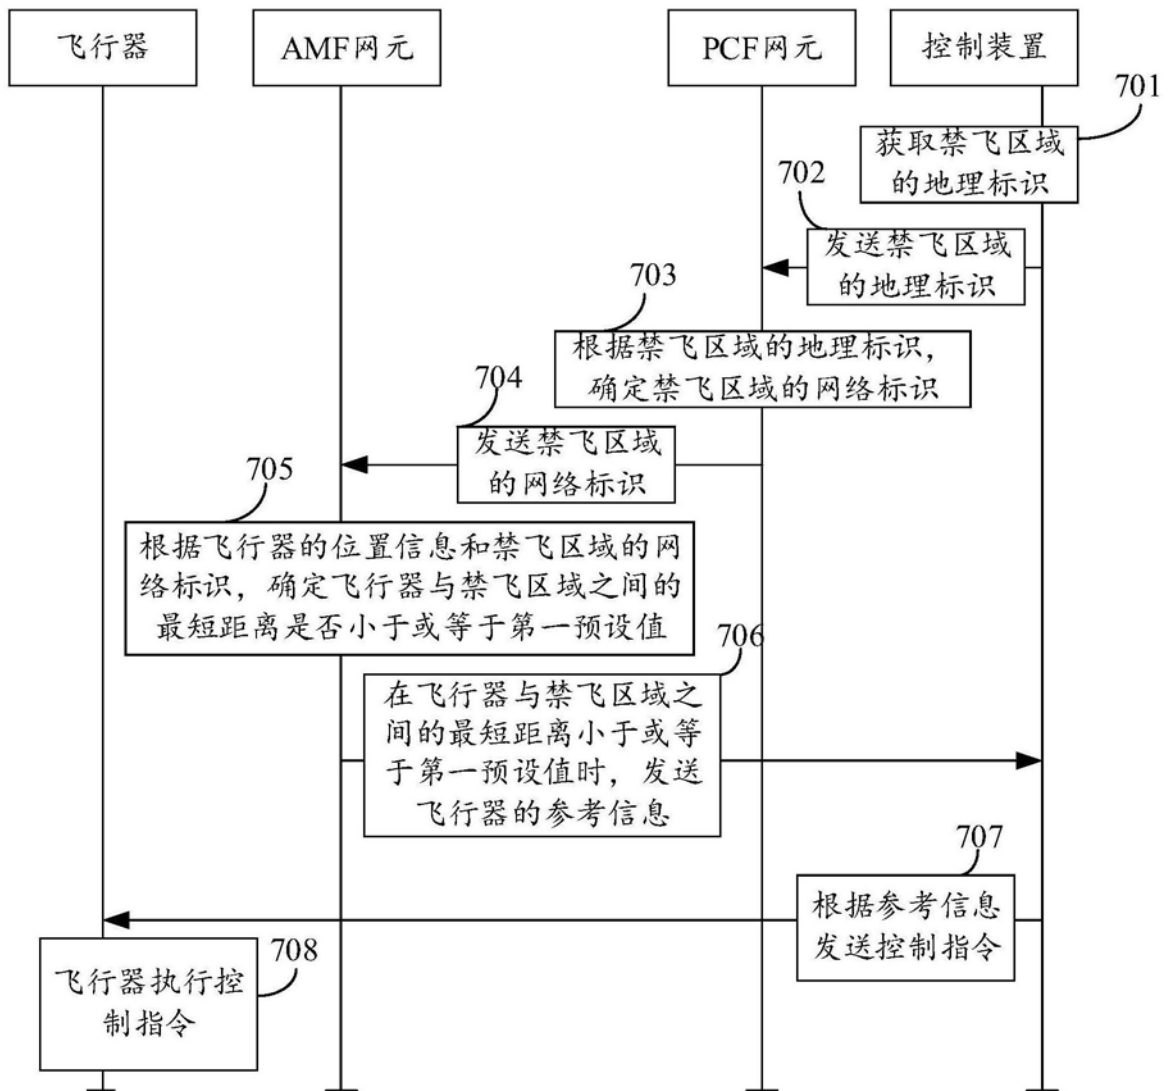 飞行器
AMF网元
PCF网元
控制装置
701
获取禁飞区域
的地理标识
702
发送禁飞区域
的地理标识
703
根据禁飞区域的地理标识,
确定禁飞区域的网络标识
704
发送禁飞区域
的网络标识
705
根据飞行器的位置信息和禁飞区域的网
络标识，确定飞行器与禁飞区域之间的
最短距离是否小于或等于第一预设值
706
在飞行器与禁飞区域之
间的最短距离小于或等
于第一预设值时，发送
飞行器的参考信息
707
根据参考信息
发送控制指令
708
飞行器执行控
制指令